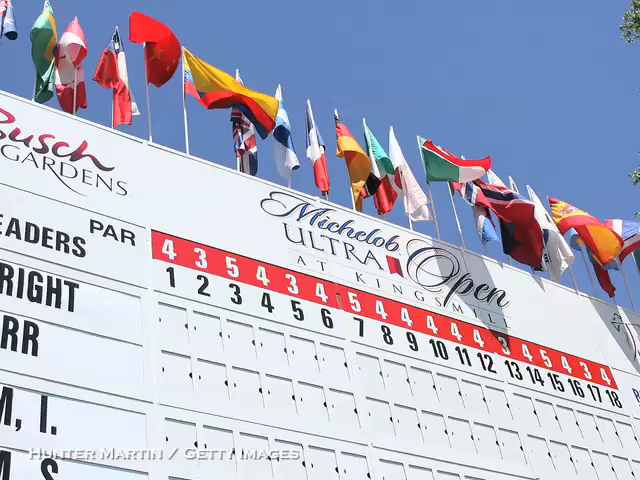 Busch
GARDENS
Michelob
ULTRA Open
AT KINGSMILL
EADERS PAR
4 3 5 4 3 4 5 4 4 4 4 4 3 4 5 4 3 4
1 2 3 4 5 6 7 8 9 10 11 12 13 14 15 16 17 18
RIGHT
RR
M, I.
M, S.
Hunter Martin / Getty Images